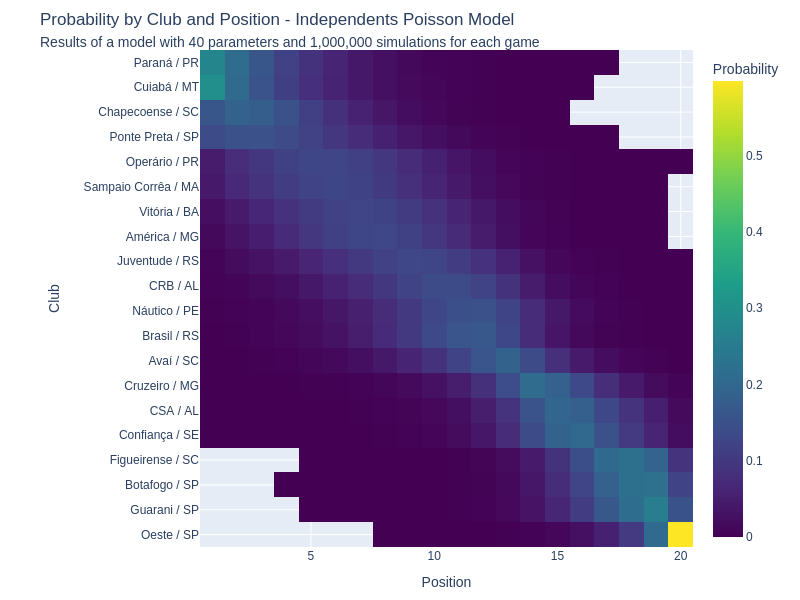 Probability by Club and Position - Independents Poisson Model
Results of a model with 40 parameters and 1,000,000 simulations for each game
Probability
Paraná / PR
Cuiabá / MT
Chapecoense / SC
Ponte Preta / SP
Operário / PR
Sampaio Corrêa / MA
Vitória / BA
América / MG
Juventude / RS
CRB / AL
Náutico / PE
Brasil / RS
Avaí / SC
Cruzeiro / MG
CSA / AL
Confiança / SE
Figueirense / SC
Botafogo / SP
Guarani / SP
Oeste / SP
Club
5
10
15
20
Position
0.5
0.4
0.3
0.2
0.1
0